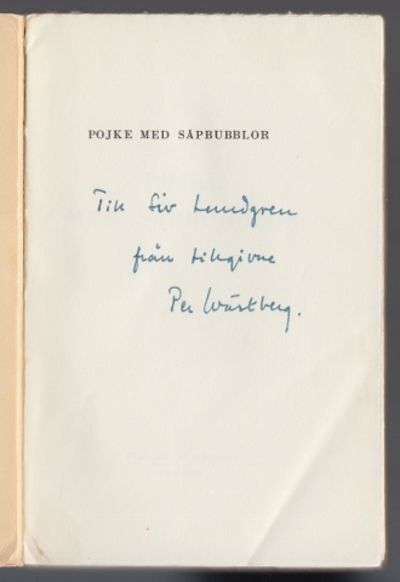 POJKE MED SÅPBUBBLOR
Till Siv Lundgren
från tillgivne
Per Wästberg.